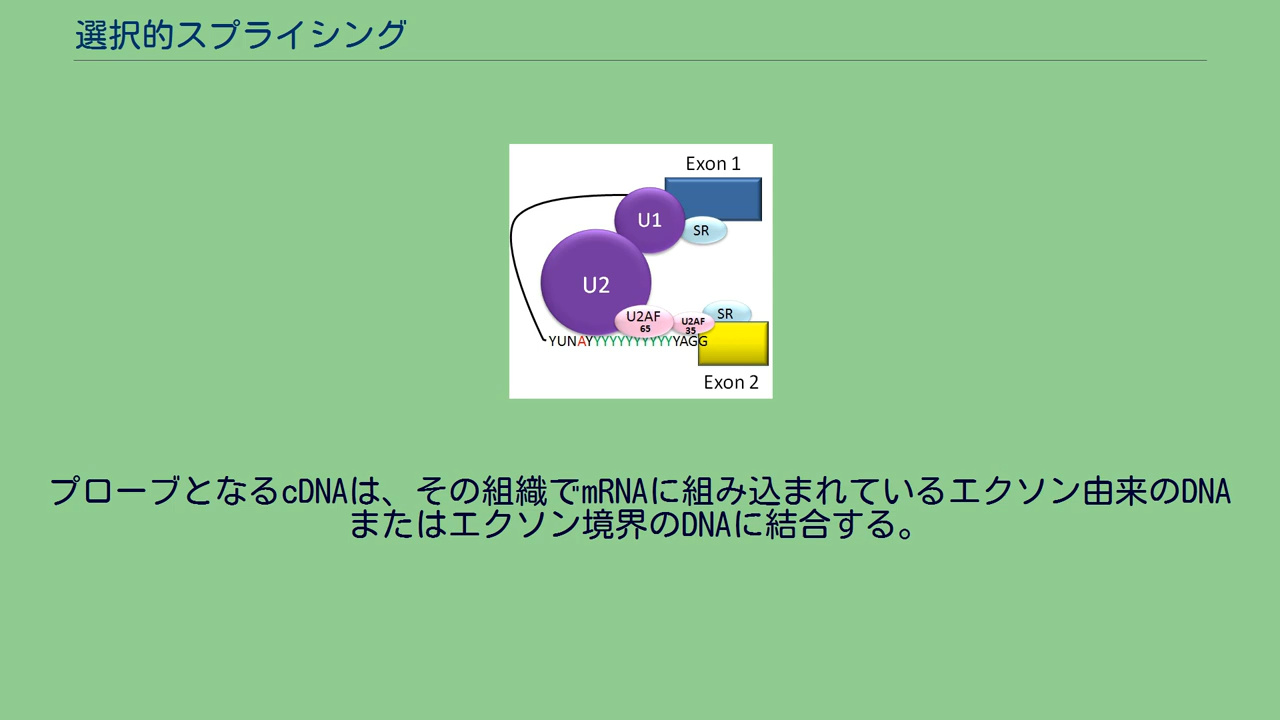 選択的スプライシング
Exon 1
U1
SR
U2
U2AF
65
U2AF
35
SR
YUNAYYYYYYYYYYYYAGG
Exon 2
プローブとなるcDNAは、その組織でmRNAに組み込まれているエクソン由来のDNA
またはエクソン境界のDNAに結合する。